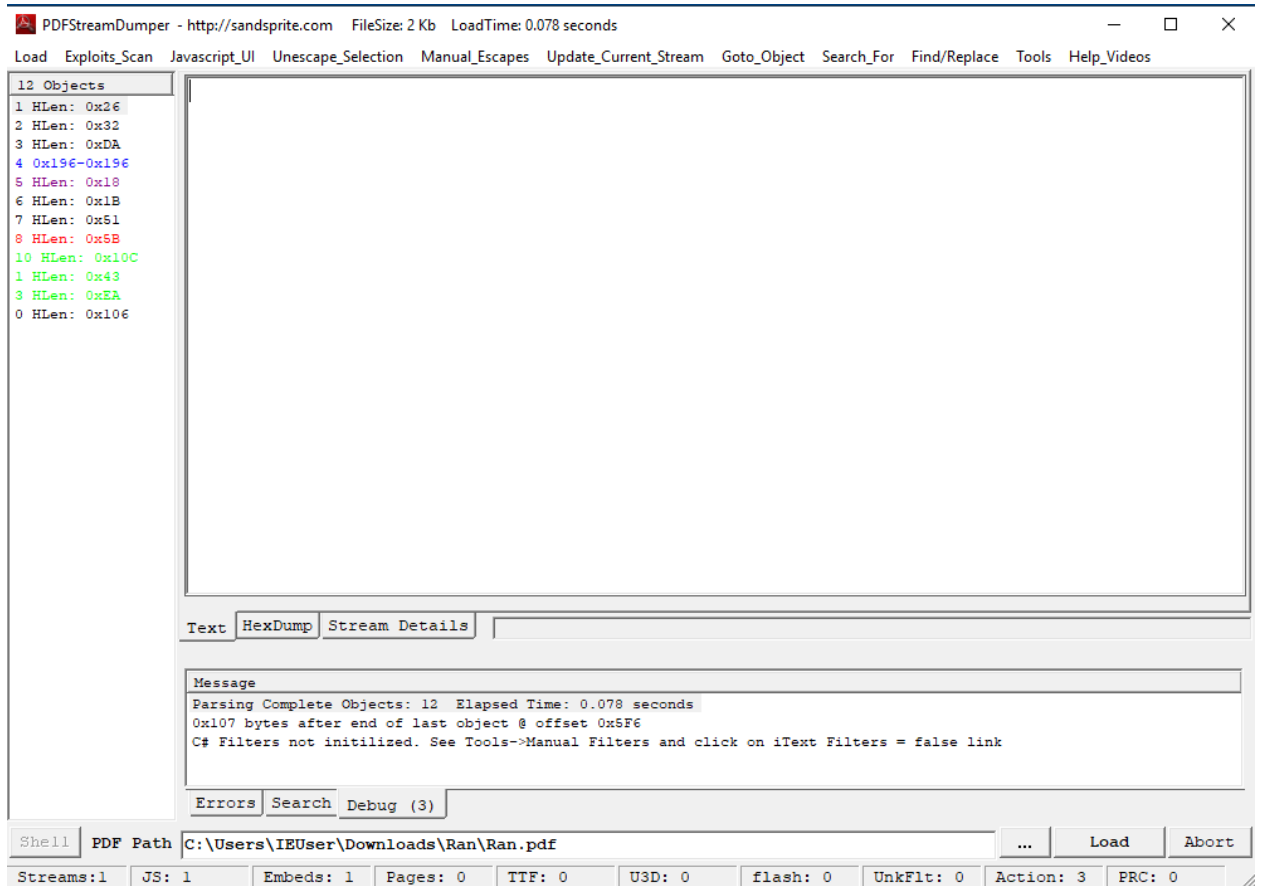 PDFStreamDumper - http://sandsprite.com FileSize: 2 Kb LoadTime: 0.078 seconds
Load Exploits_Scan Javascript_UI Unescape_Selection Manual_Escapes Update_Current_Stream Goto_Object Search_For Find/Replace Tools Help_Videos
12 Objects
1 HLen: 0x26
2 HLen: 0x32
3 HLen: 0xDA
4 0x196-0x196
5 HLen: 0x18
6 HLen: 0x1B
7 HLen: 0x51
8 HLen: 0x5B
10 HLen: 0x10C
1 HLen: 0x43
3 HLen: 0xEA
0 HLen: 0x106
Text HexDump Stream Details
Message
Parsing Complete Objects: 12 Elapsed Time: 0.078 seconds
0x107 bytes after end of last object @ offset 0x5F6
C# Filters not initilized. See Tools->Manual Filters and click on iText Filters = false link
Errors Search Debug (3)
Shell PDF Path C:\Users\IEUser\Downloads\Ran\Ran.pdf ... Load Abort
Streams:1 JS: 1 Embeds: 1 Pages: 0 TTF: 0 U3D: 0 flash: 0 UnkFlt: 0 Action: 3 PRC: 0